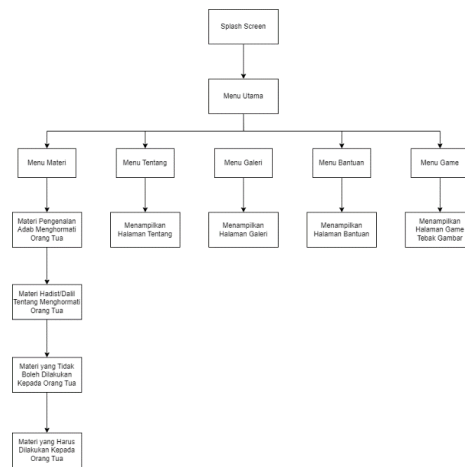 Splash Screen
Menu Utama
Menu Materi
Menu Tentang
Menu Galeri
Menu Bantuan
Menu Game
Materi Pengenalan
Adab Menghormati
Orang Tua
Menampilkan
Halaman Tentang
Menampilkan
Halaman Galeri
Menampilkan
Halaman Bantuan
Menampilkan
Halaman Game
Tebak Gambar
Materi Hadist/Dalil
Tentang Menghormati
Orang Tua
Materi yang Tidak
Boleh Dilakukan
Kepada Orang Tua
Materi yang Harus
Dilakukan Kepada
Orang Tua